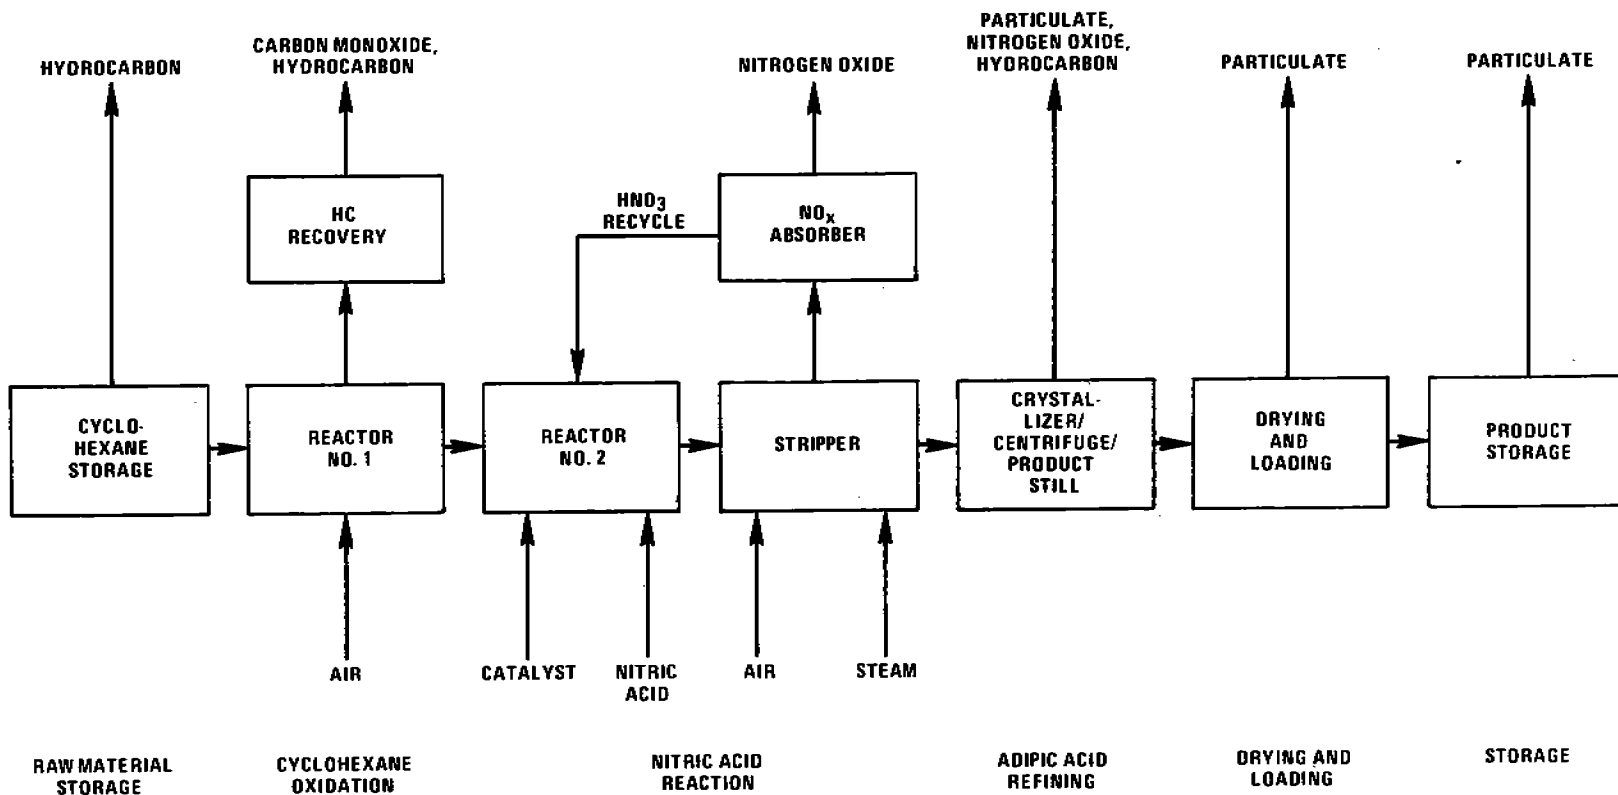 HYDROCARBON
CARBON MONOXIDE,
HYDROCARBON
NITROGEN OXIDE
PARTICULATE,
NITROGEN OXIDE,
HYDROCARBON
PARTICULATE
PARTICULATE
HC
RECOVERY
HNO3
RECYCLE
NOx
ABSORBER
CYCLO-
HEXANE
STORAGE
REACTOR
NO. 1
REACTOR
NO. 2
STRIPPER
CRYSTAL-
LIZER/
CENTRIFUGE/
PRODUCT
STILL
DRYING
AND
LOADING
PRODUCT
STORAGE
AIR
CATALYST
NITRIC
ACID
AIR
STEAM
RAW MATERIAL
STORAGE
CYCLOHEXANE
OXIDATION
NITRIC ACID
REACTION
ADIPIC ACID
REFINING
DRYING AND
LOADING
STORAGE